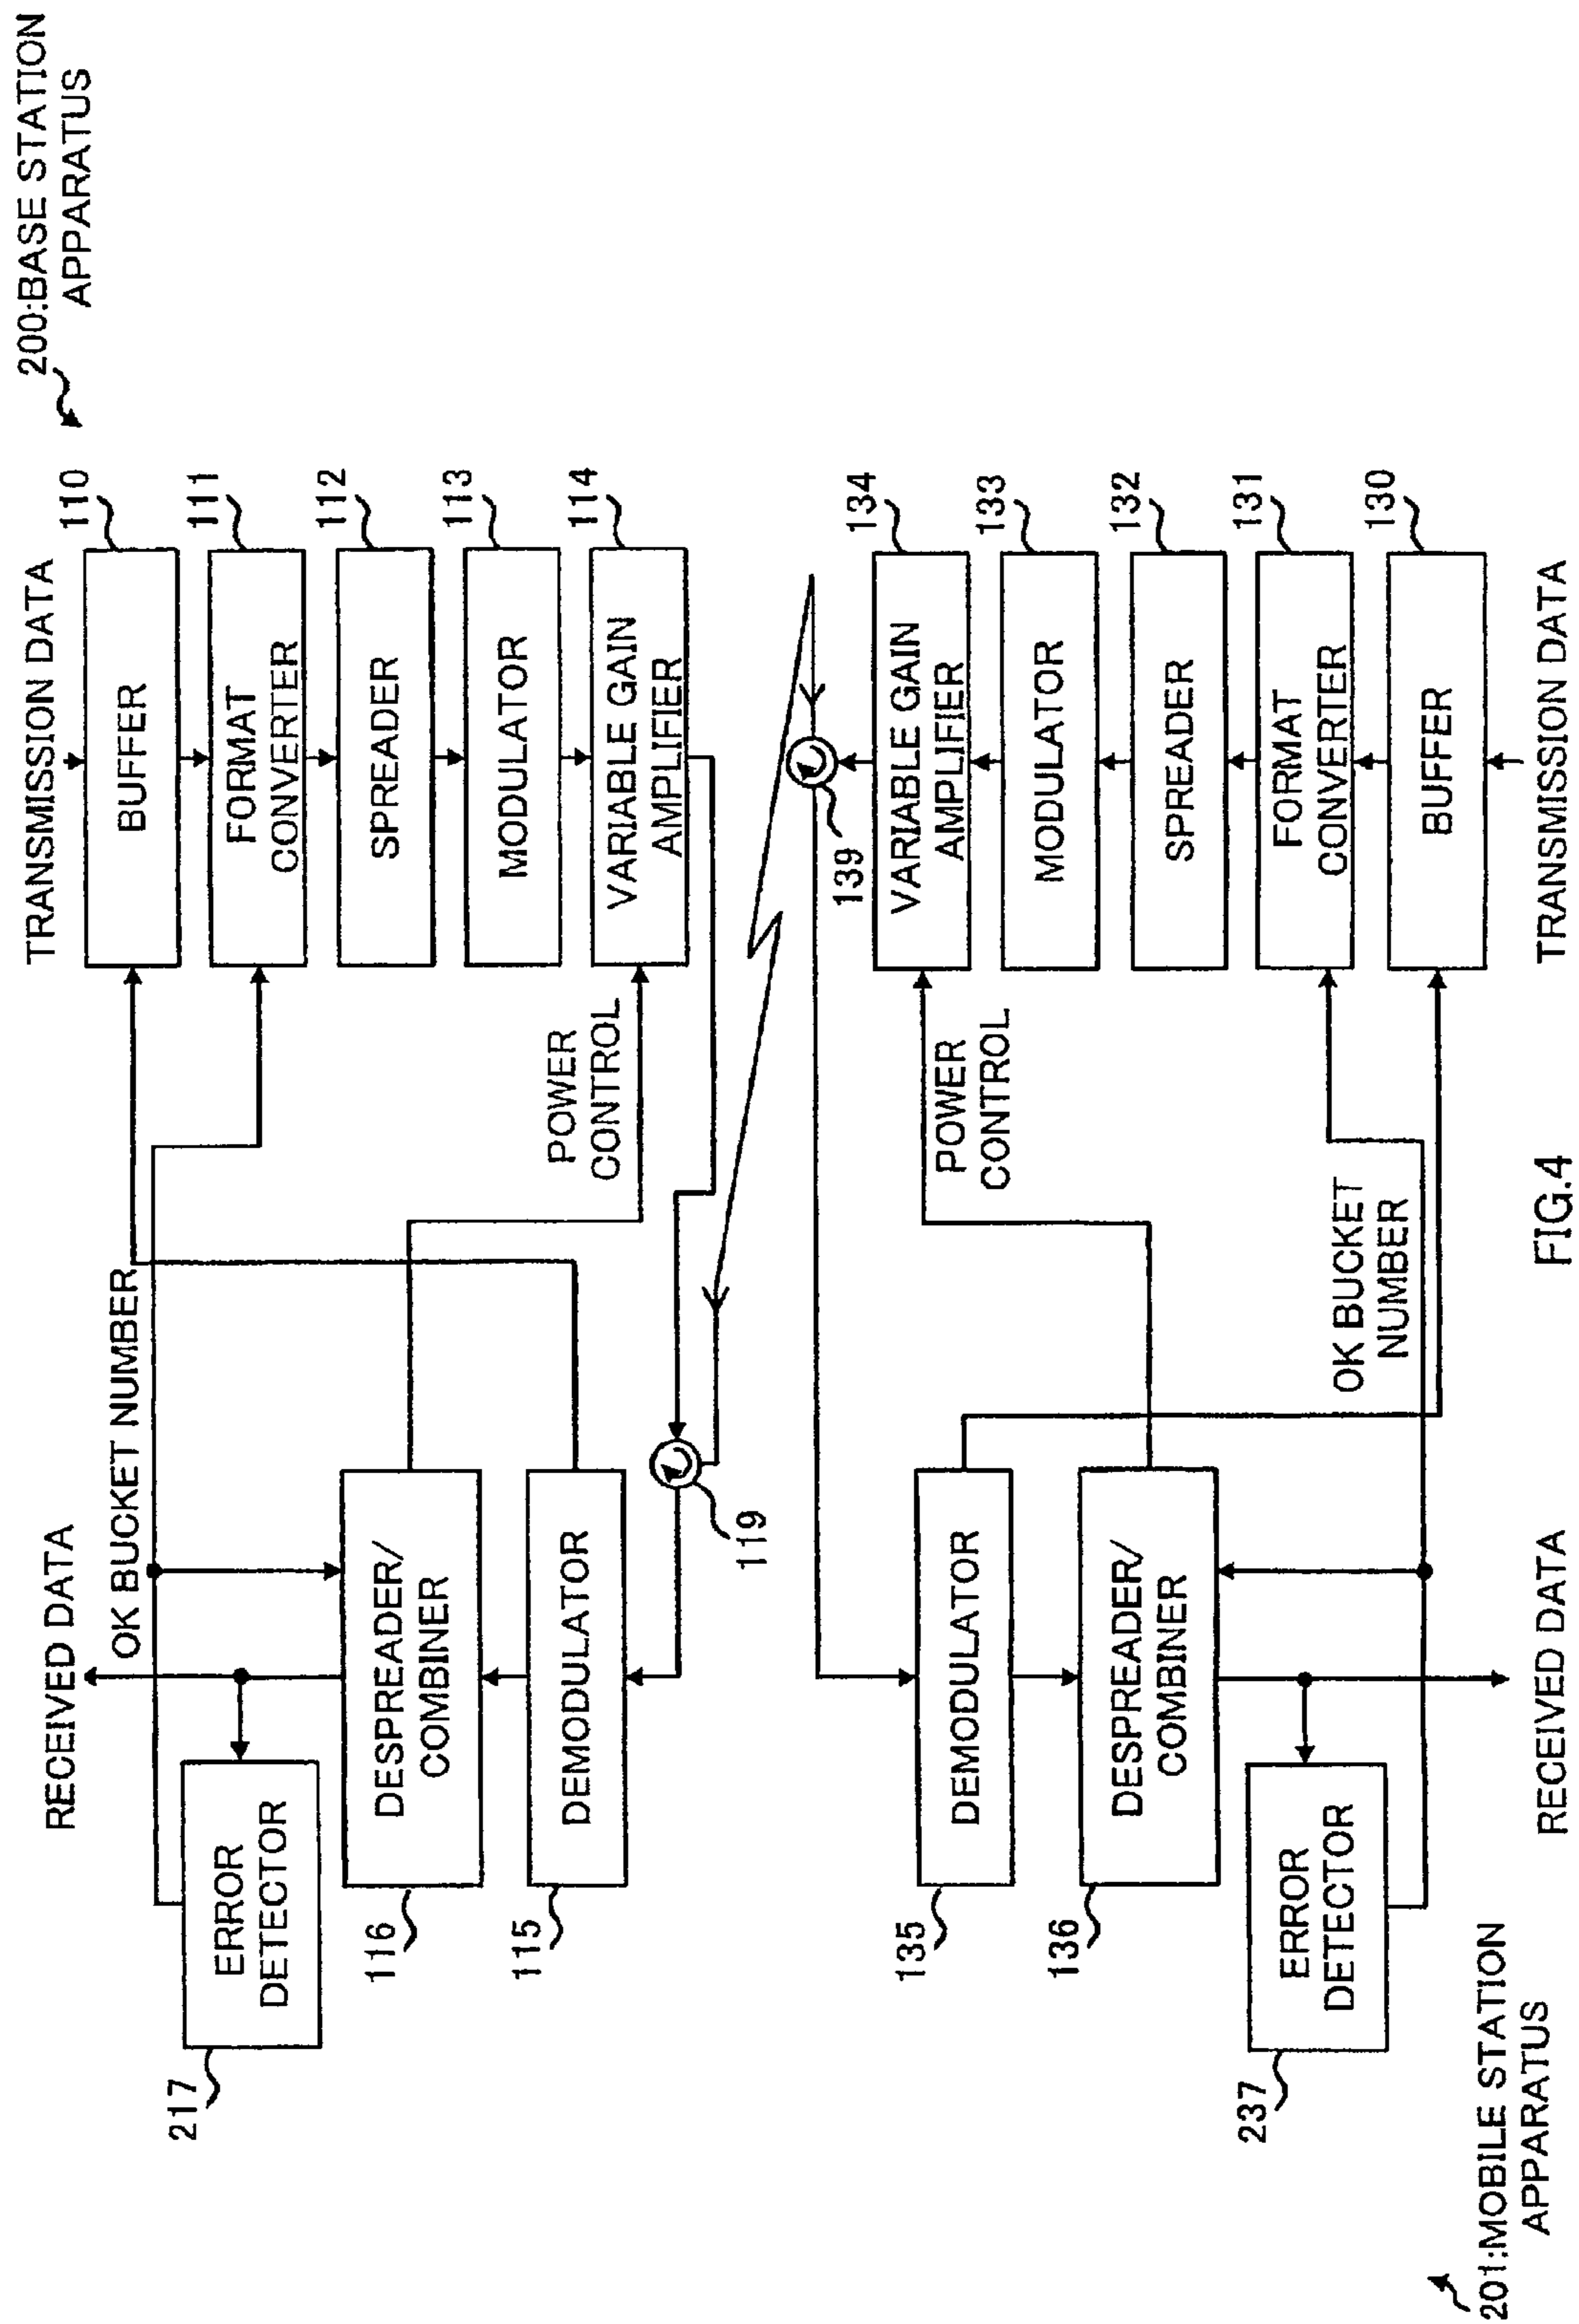 200:BASE STATION
APPARATUS
TRANSMISSION DATA
110
BUFFER
111
FORMAT
CONVERTER
112
SPREADER
113
MODULATOR
114
VARIABLE GAIN
AMPLIFIER
POWER
CONTROL
OK BUCKET NUMBER
RECEIVED DATA
ERROR
DETECTOR
217
DESPREADER/
COMBINER
116
DEMODULATOR
115
119
139
134
VARIABLE GAIN
AMPLIFIER
133
MODULATOR
132
SPREADER
131
FORMAT
CONVERTER
130
BUFFER
TRANSMISSION DATA
POWER
CONTROL
OK BUCKET
NUMBER
DEMODULATOR
135
DESPREADER/
COMBINER
136
ERROR
DETECTOR
237
RECEIVED DATA
201:MOBILE STATION
APPARATUS
FIG.4